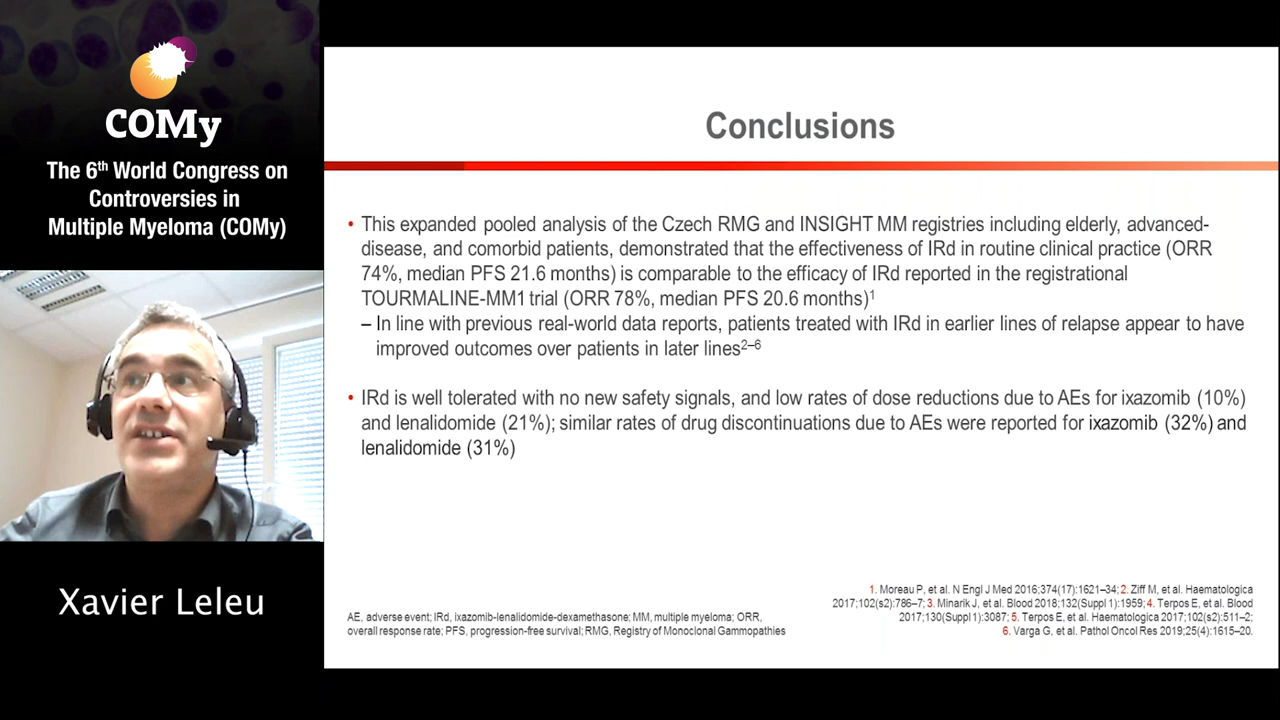 COMy
The 6th World Congress on
Controversies in
Multiple Myeloma (COMy)
Xavier Leleu
Conclusions
• This expanded pooled analysis of the Czech RMG and INSIGHT MM registries including elderly, advanced-
disease, and comorbid patients, demonstrated that the effectiveness of IRd in routine clinical practice (ORR
74%, median PFS 21.6 months) is comparable to the efficacy of IRd reported in the registrational
TOURMALINE-MM1 trial (ORR 78%, median PFS 20.6 months)1
– In line with previous real-world data reports, patients treated with IRd in earlier lines of relapse appear to have
improved outcomes over patients in later lines2–6
• IRd is well tolerated with no new safety signals, and low rates of dose reductions due to AEs for ixazomib (10%)
and lenalidomide (21%); similar rates of drug discontinuations due to AEs were reported for ixazomib (32%) and
lenalidomide (31%)
AE, adverse event; IRd, ixazomib-lenalidomide-dexamethasone; MM, multiple myeloma; ORR,
overall response rate; PFS, progression-free survival; RMG, Registry of Monoclonal Gammopathies
1. Moreau P, et al. N Engl J Med 2016;374(17):1621–34; 2. Ziff M, et al. Haematologica
2017;102(s2):786–7; 3. Minarik J, et al. Blood 2018;132(Suppl 1):1959; 4. Terpos E, et al. Blood
2017;130(Suppl 1):3087; 5. Terpos E, et al. Haematologica 2017;102(s2):511–2;
6. Varga G, et al. Pathol Oncol Res 2019;25(4):1615–20.